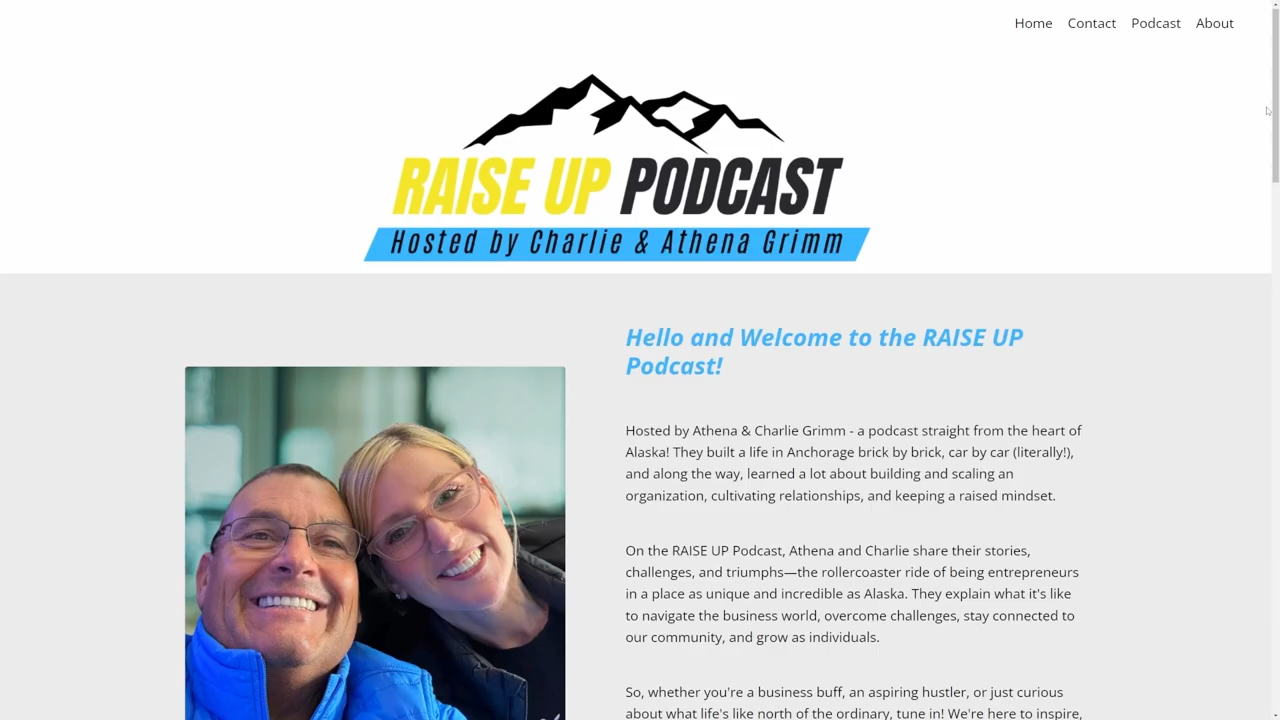 Home Contact Podcast About
RAISE UP PODCAST
Hosted by Charlie & Athena Grimm
Hello and Welcome to the RAISE UP
Podcast!
Hosted by Athena & Charlie Grimm - a podcast straight from the heart of
Alaska! They built a life in Anchorage brick by brick, car by car (literally!),
and along the way, learned a lot about building and scaling an
organization, cultivating relationships, and keeping a raised mindset.
On the RAISE UP Podcast, Athena and Charlie share their stories,
challenges, and triumphs—the rollercoaster ride of being entrepreneurs
in a place as unique and incredible as Alaska. They explain what it's like
to navigate the business world, overcome challenges, stay connected to
our community, and grow as individuals.
So, whether you're a business buff, an aspiring hustler, or just curious
about what life's like north of the ordinary, tune in! We're here to inspire,